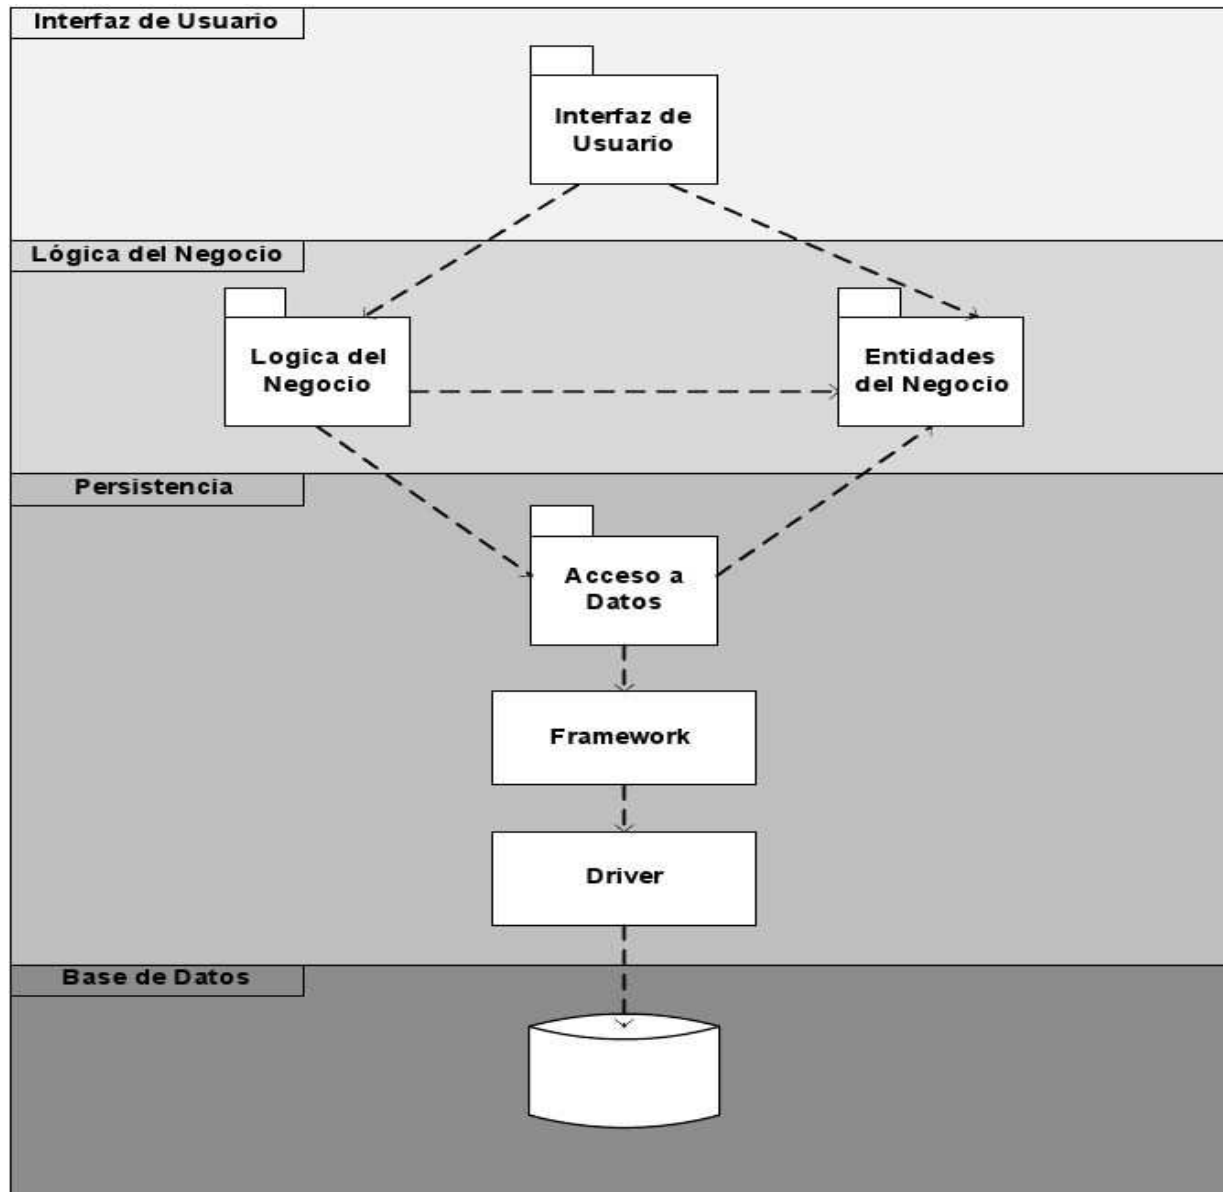 Interfaz de Usuario
Interfaz de
Usuario
Lógica del Negocio
Logica del
Negocio
Entidades
del Negocio
Persistencia
Acceso a
Datos
Framework
Driver
Base de Datos